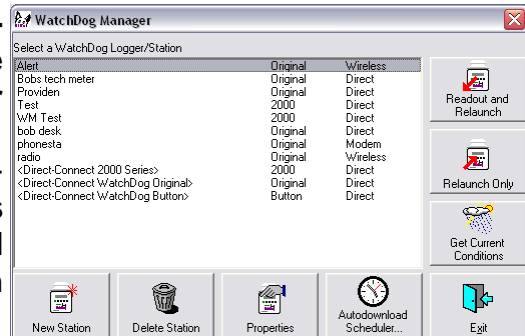 WatchDog Manager
Select a WatchDog Logger/Station
Alert Original Wireless
Bobs tech meter Original Direct
Providen Original Direct
Test 2000 Direct
WM Test 2000 Direct
bob desk Original Direct
phonesta Original Modem
radio Original Wireless
<Direct-Connect 2000 Series> 2000 Direct
<Direct-Connect WatchDog Original> Original Direct
<Direct-Connect WatchDog Button> Button Direct
Readout and
Relaunch
Relaunch Only
Get Current
Conditions
New Station
Delete Station
Properties
Autodownload
Scheduler...
Exit